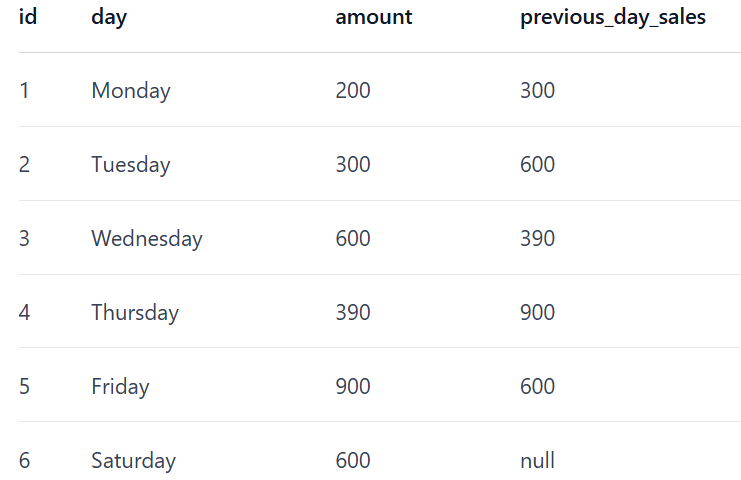 id day amount previous_day_sales
1 Monday 200 300
2 Tuesday 300 600
3 Wednesday 600 390
4 Thursday 390 900
5 Friday 900 600
6 Saturday 600 null